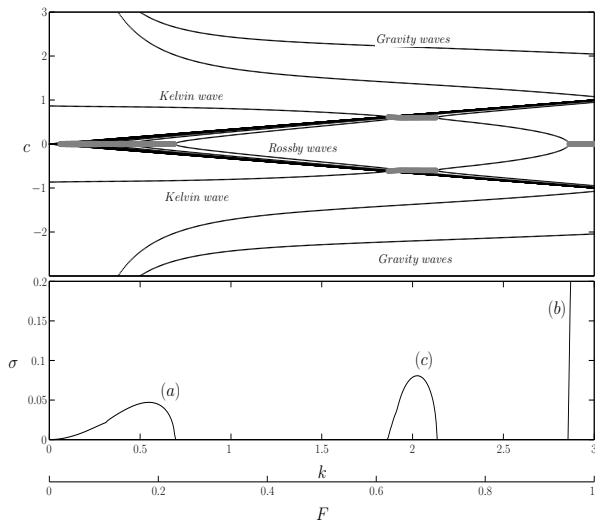 3
Gravity waves
2
Kelvin wave
1
c
0
Rossby waves
−1
Kelvin wave
−2
Gravity waves
0.2
(b)
0.15
0.1
(c)
σ
(a)
0.05
0
0 0.5 1 1.5 2 2.5 3
k
0 0.2 0.4 0.6 0.8 1
F